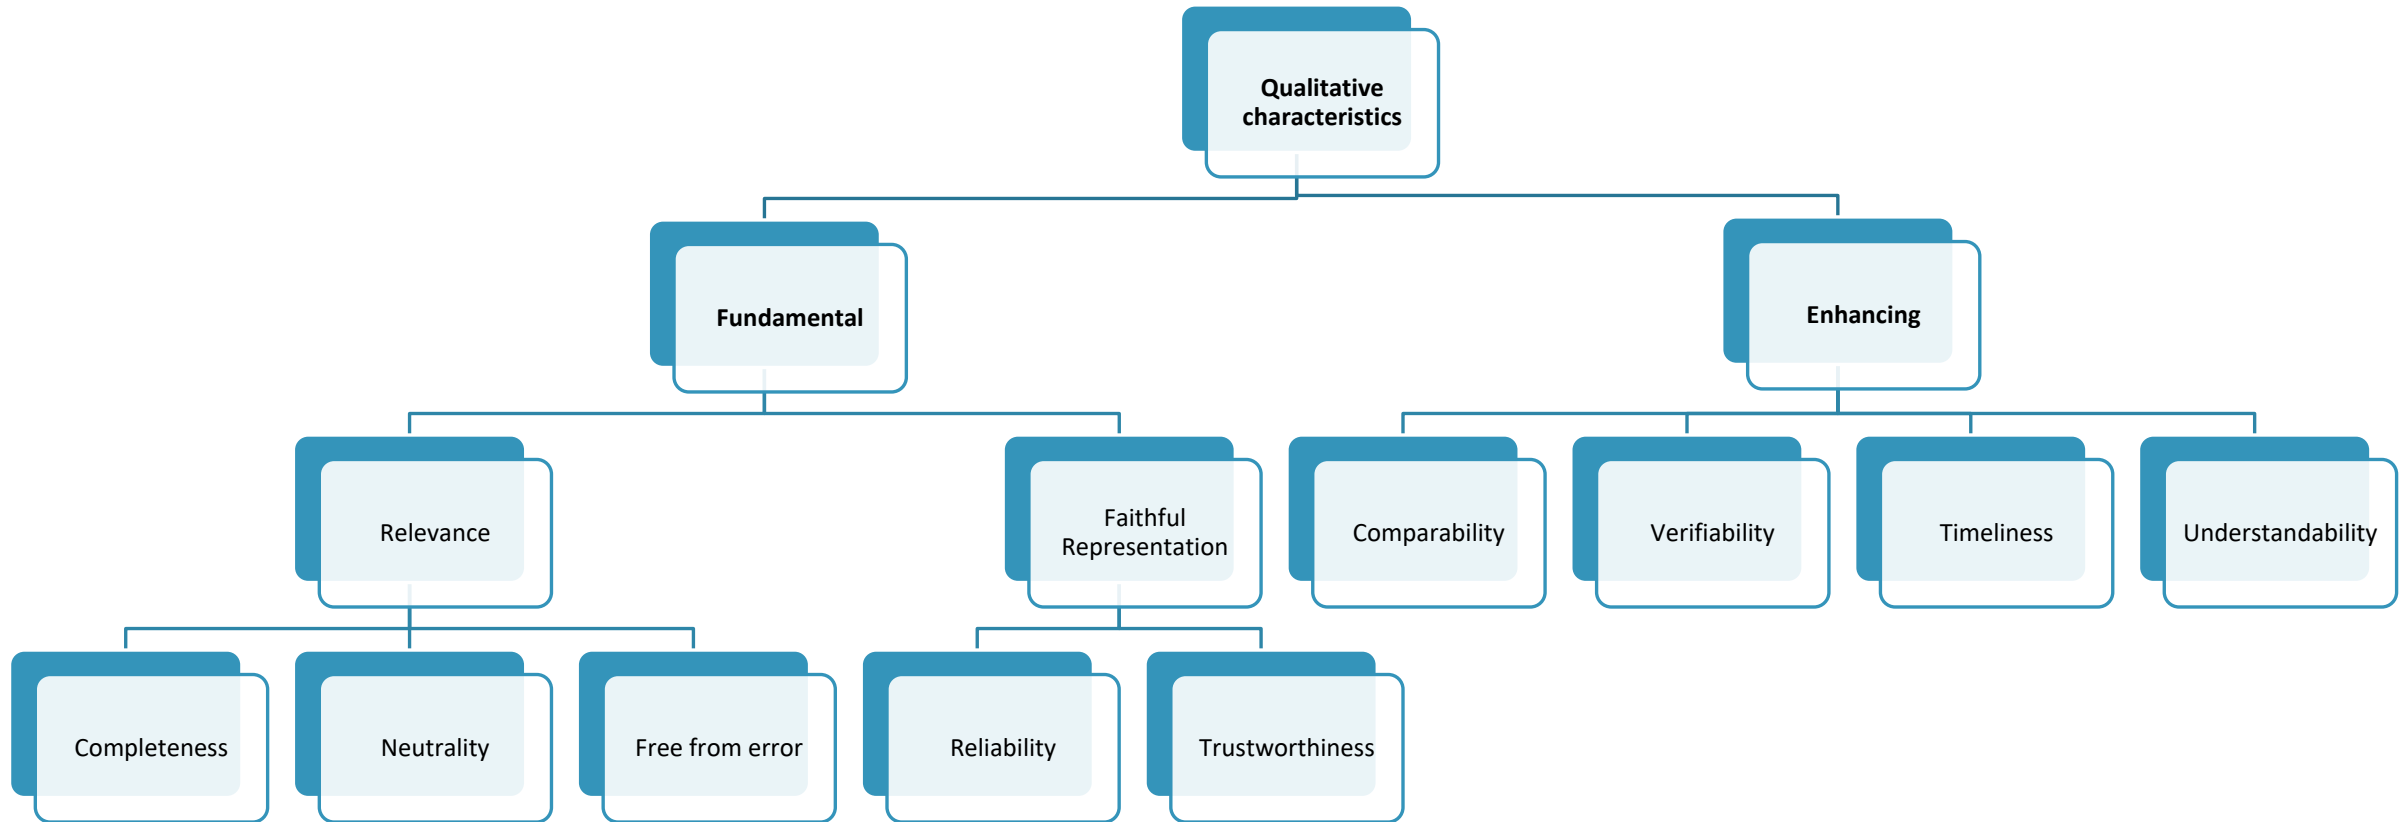 Qualitative
characteristics
Fundamental
Enhancing
Relevance
Faithful
Representation
Comparability
Verifiability
Timeliness
Understandability
Completeness
Neutrality
Free from error
Reliability
Trustworthiness